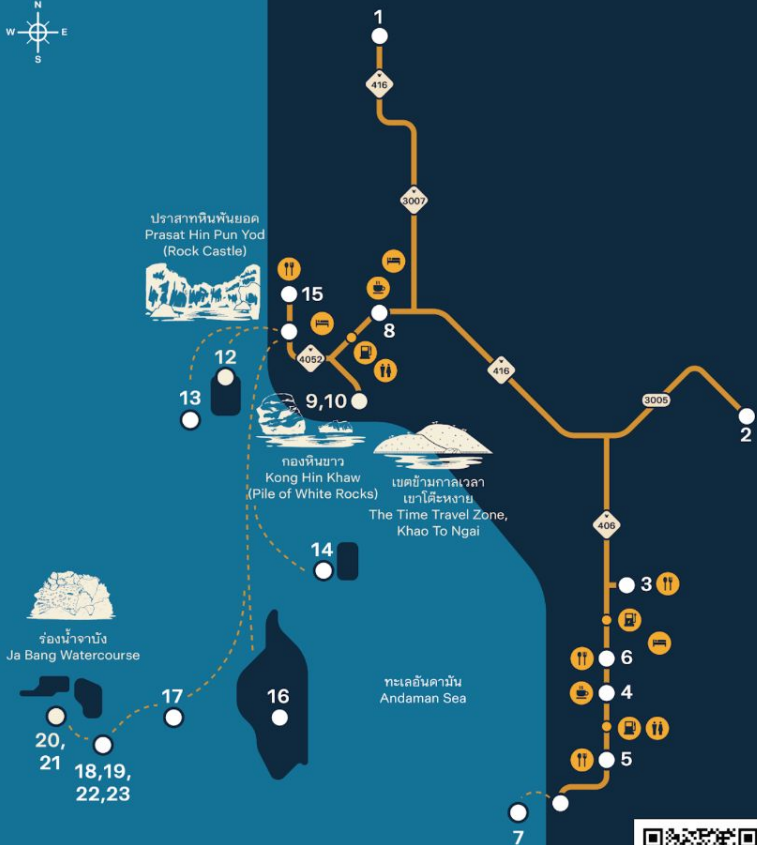 N
W E
S
1
416
3007
ปราสาทหินพันยอด
Prasat Hin Pun Yod
(Rock Castle)
15
8
12
4052
416
13
9,10
3005
2
กองหินขาว
Kong Hin Khaw
(Pile of White Rocks)
เขตข้ามกาลเวลา
เขาโต๊ะหงาย
The Time Travel Zone,
Khao To Ngai
406
14
3
ร่องน้ำจาบัง
Ja Bang Watercourse
6
ทะเลอันดามัน
Andaman Sea
17
16
4
20,
21
18,19,
22,23
5
7